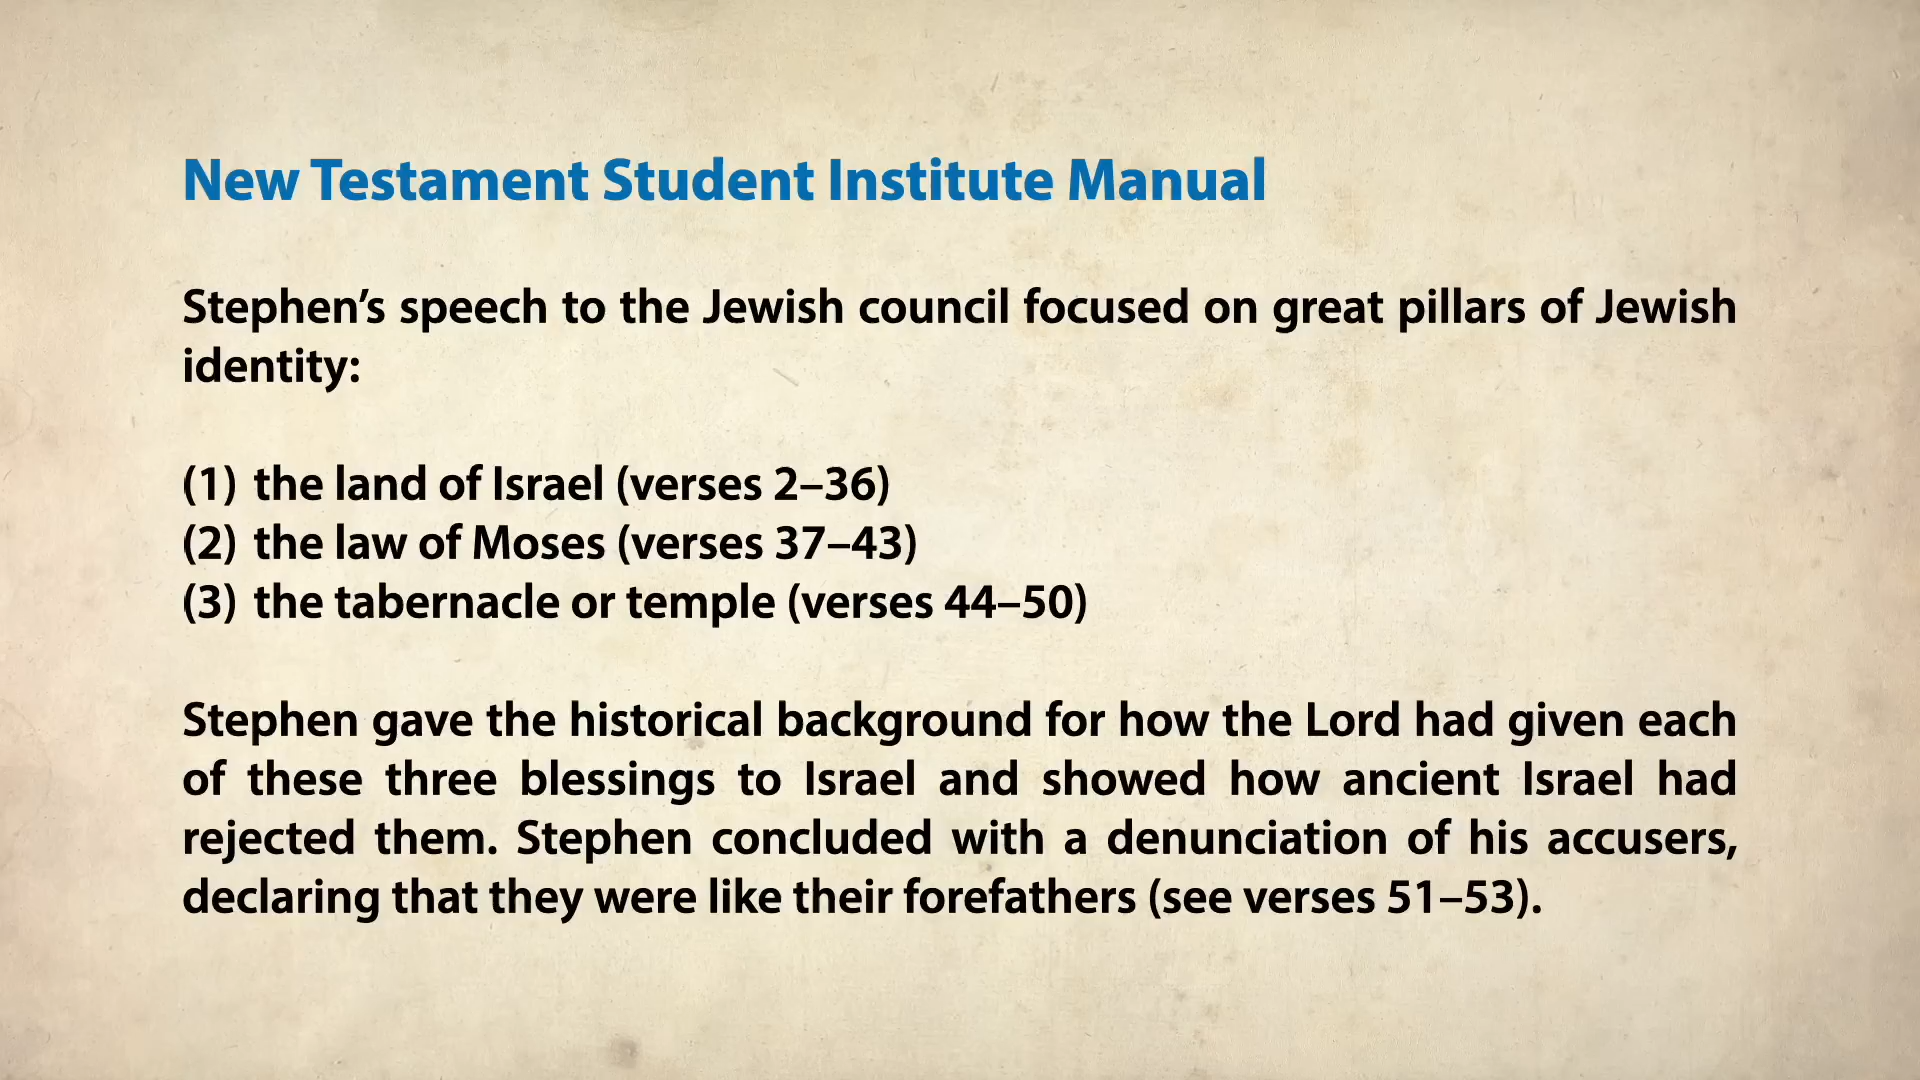 New Testament Student Institute Manual
Stephen’s speech to the Jewish council focused on great pillars of Jewish
identity:
(1) the land of Israel (verses 2–36)
(2) the law of Moses (verses 37–43)
(3) the tabernacle or temple (verses 44–50)
Stephen gave the historical background for how the Lord had given each
of these three blessings to Israel and showed how ancient Israel had
rejected them. Stephen concluded with a denunciation of his accusers,
declaring that they were like their forefathers (see verses 51–53).